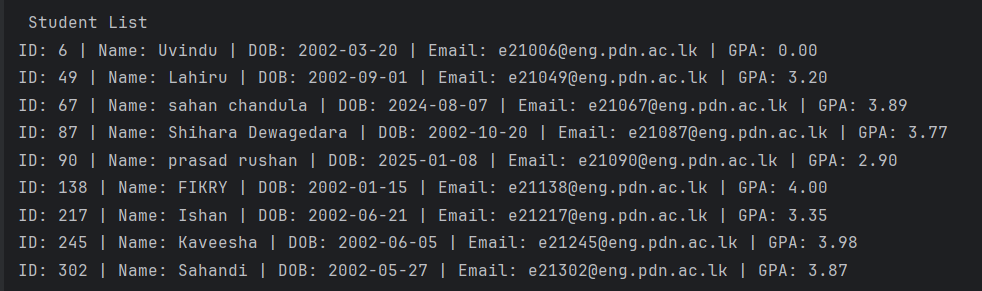 Student List
ID: 6 | Name: Uvindu | DOB: 2002-03-20 | Email: e21006@eng.pdn.ac.lk | GPA: 0.00
ID: 49 | Name: Lahiru | DOB: 2002-09-01 | Email: e21049@eng.pdn.ac.lk | GPA: 3.20
ID: 67 | Name: sahan chandula | DOB: 2024-08-07 | Email: e21067@eng.pdn.ac.lk | GPA: 3.89
ID: 87 | Name: Shihara Dewagedara | DOB: 2002-10-20 | Email: e21087@eng.pdn.ac.lk | GPA: 3.77
ID: 90 | Name: prasad rushan | DOB: 2025-01-08 | Email: e21090@eng.pdn.ac.lk | GPA: 2.90
ID: 138 | Name: FIKRY | DOB: 2002-01-15 | Email: e21138@eng.pdn.ac.lk | GPA: 4.00
ID: 217 | Name: Ishan | DOB: 2002-06-21 | Email: e21217@eng.pdn.ac.lk | GPA: 3.35
ID: 245 | Name: Kaveesha | DOB: 2002-06-05 | Email: e21245@eng.pdn.ac.lk | GPA: 3.98
ID: 302 | Name: Sahandi | DOB: 2002-05-27 | Email: e21302@eng.pdn.ac.lk | GPA: 3.87